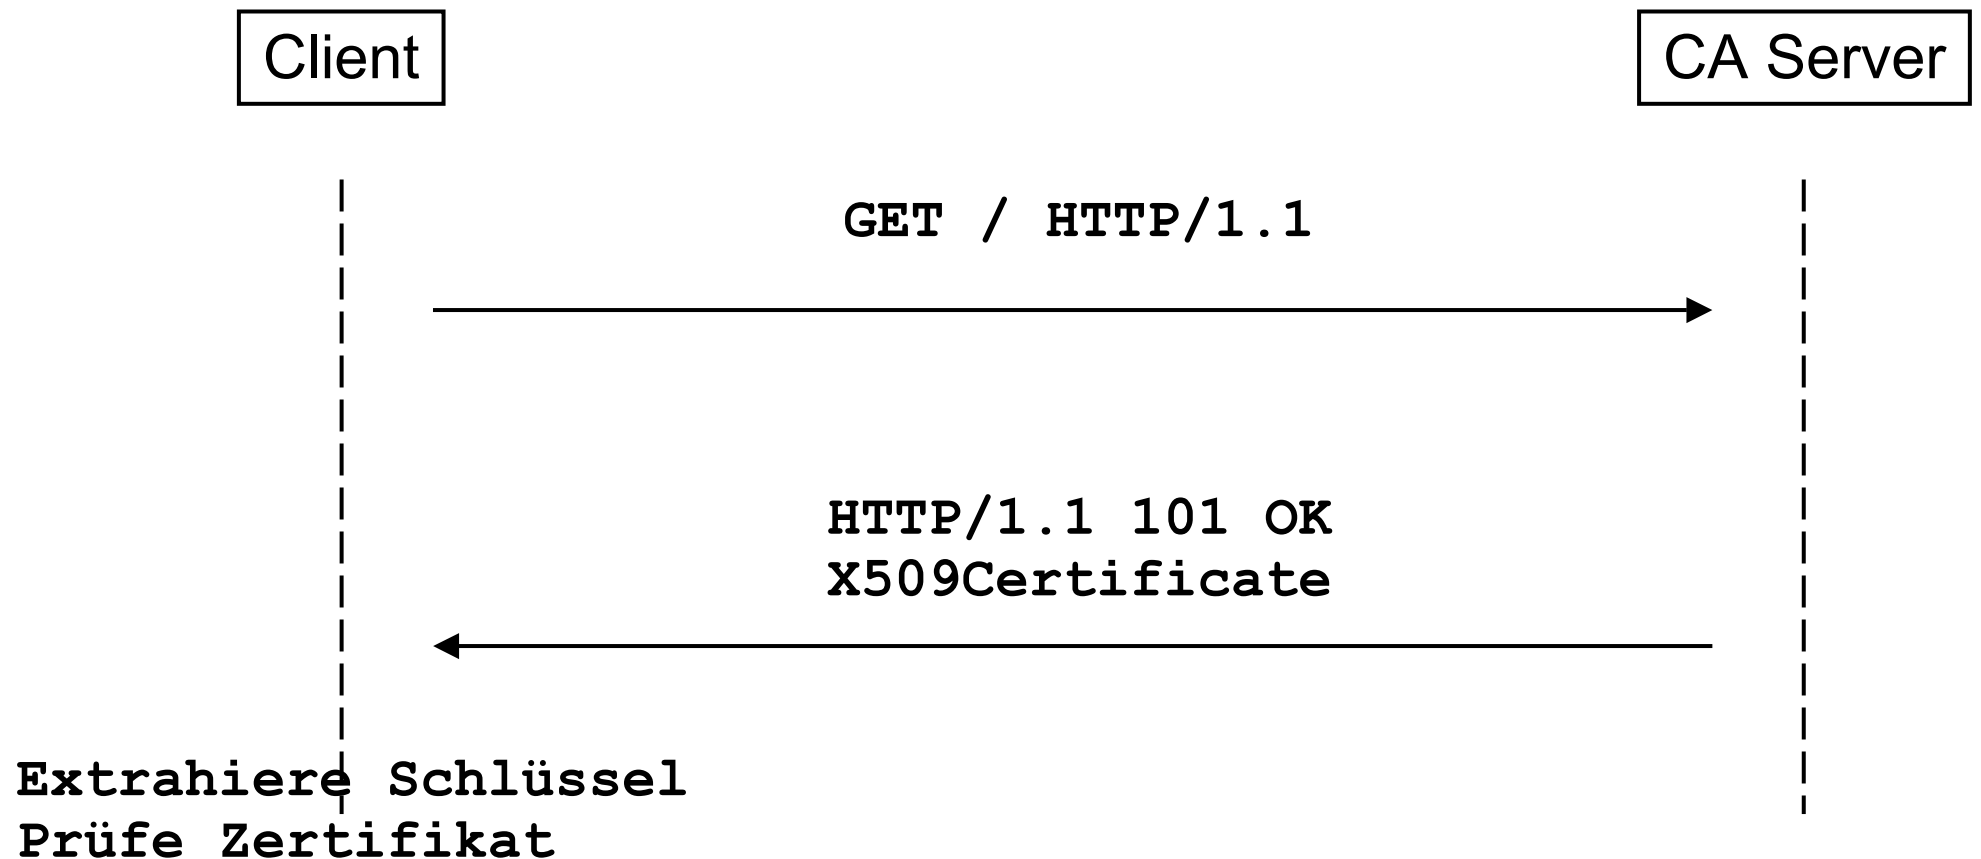 Client
CA Server
GET / HTTP/1.1
HTTP/1.1 101 OK
X509Certificate
Extrahiere Schlüssel
Prüfe Zertifikat